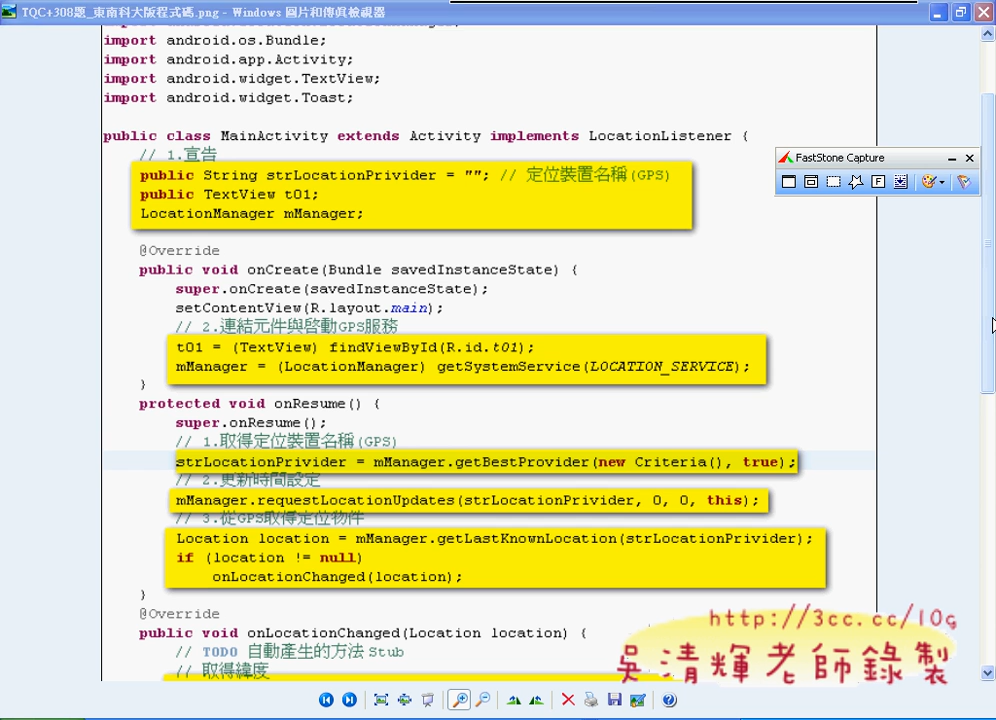 TQC+308題_東南科大版程式碼.png - Windows 圖片和傳真檢視器
import android.os.Bundle;
import android.app.Activity;
import android.widget.TextView;
import android.widget.Toast;
public class MainActivity extends Activity implements LocationListener {
// 1.宣告
public String strLocationPrivider = ""; // 定位裝置名稱(GPS)
public TextView t01;
LocationManager mManager;
FastStone Capture
@Override
public void onCreate(Bundle savedInstanceState) {
super.onCreate(savedInstanceState);
setContentView(R.layout.main);
// 2.連結元件與啓動GPS服務
t01 = (TextView) findViewById(R.id.t01);
mManager = (LocationManager) getSystemService(LOCATION_SERVICE);
}
protected void onResume() {
super.onResume();
// 1.取得定位裝置名稱(GPS)
strLocationPrivider = mManager.getBestProvider(new Criteria(), true);
// 2.更新時間設定
mManager.requestLocationUpdates(strLocationPrivider, 0, 0, this);
// 3.從GPS取得定位物件
Location location = mManager.getLastKnownLocation(strLocationPrivider);
if (location != null)
onLocationChanged(location);
}
@Override
public void onLocationChanged(Location location) {
// TODO 自動產生的方法 Stub
// 取得緯度
http://3cc.cc/10g
吳清輝老師錄製